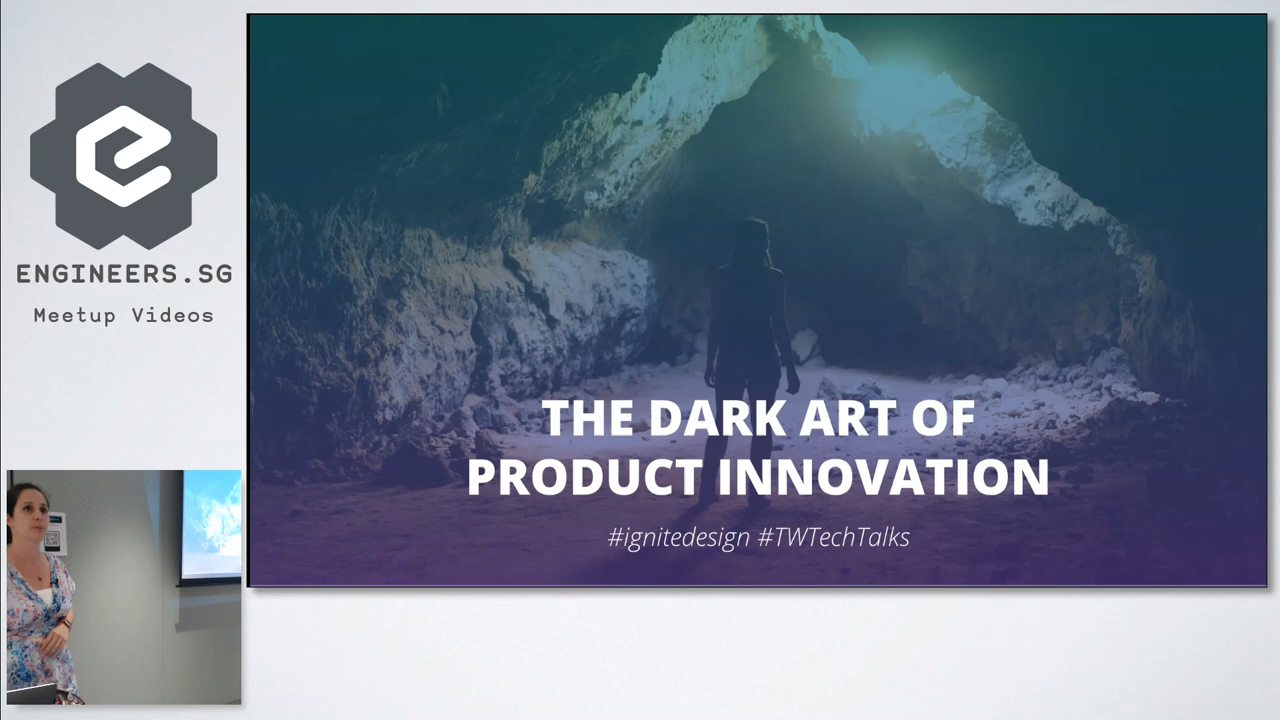 ENGINEERS.SG
Meetup Videos
THE DARK ART OF
PRODUCT INNOVATION
#ignitedesign #TWTechTalks